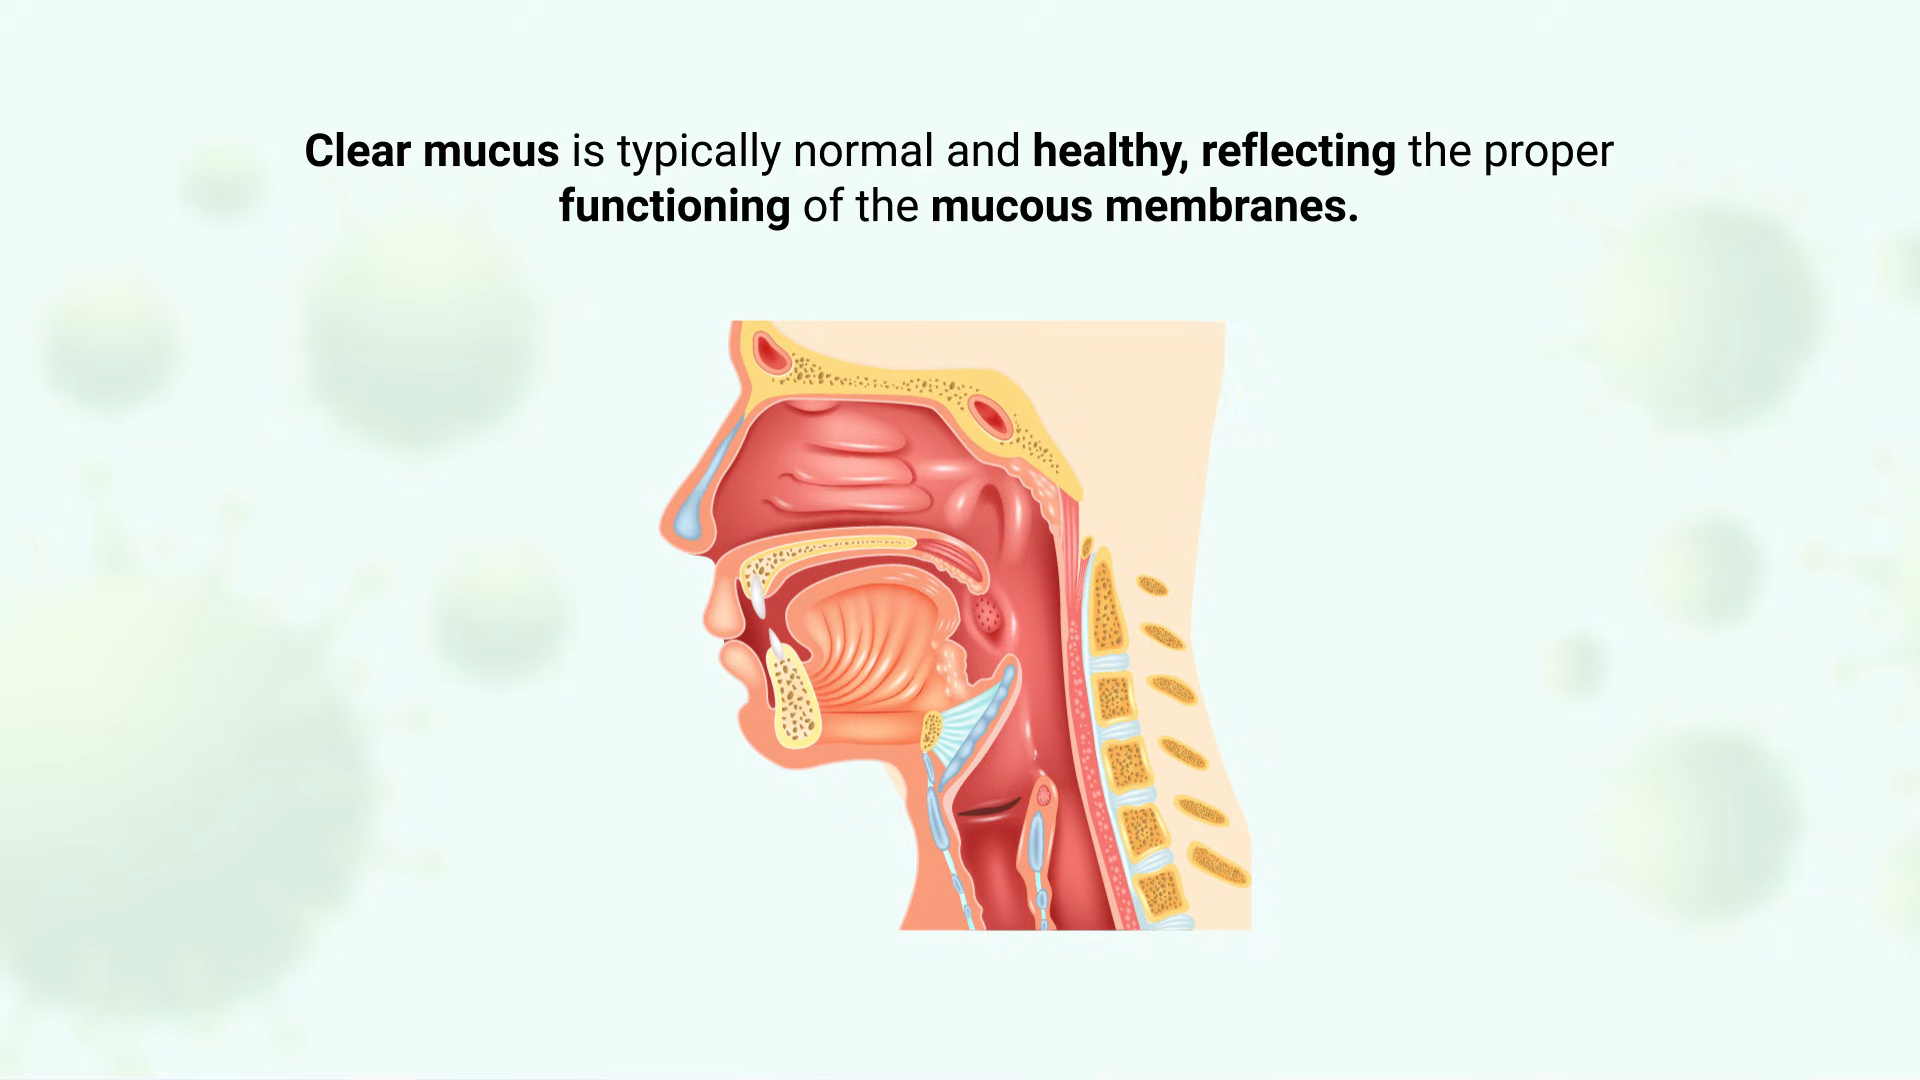 Clear mucus is typically normal and healthy, reflecting the proper
functioning of the mucous membranes.